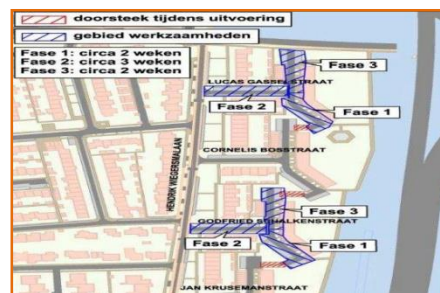 doorsteek tijdens uitvoering
gebied werkzaamheden
Fase 1: circa 2 weken
Fase 2: circa 3 weken
Fase 3: circa 2 weken
Fase 3
LUCAS GASSELSTRAAT
Fase 2
Fase 1
CORNELIS BOSSTRAAT
HENDRIK WIEGERSMALAAN
Fase 3
GODFRIED SCHALKENSTRAAT
Fase 2
Fase 1
JAN KRUSEMANSTRAAT